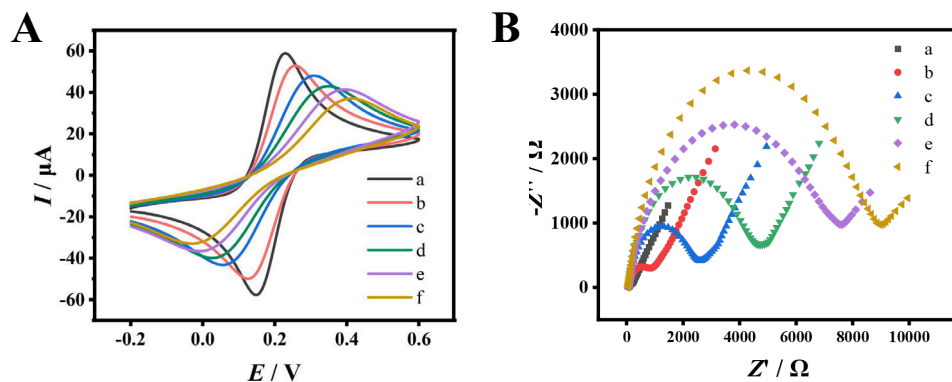 A
60
40
20
0
-20
-40
-60
I / µA
a
b
c
d
e
f
-0.2 0.0 0.2 0.4 0.6
E / V
B
4000
3000
2000
1000
0
-Z'' / Ω
a
b
c
d
e
f
0 2000 4000 6000 8000 10000
Z' / Ω